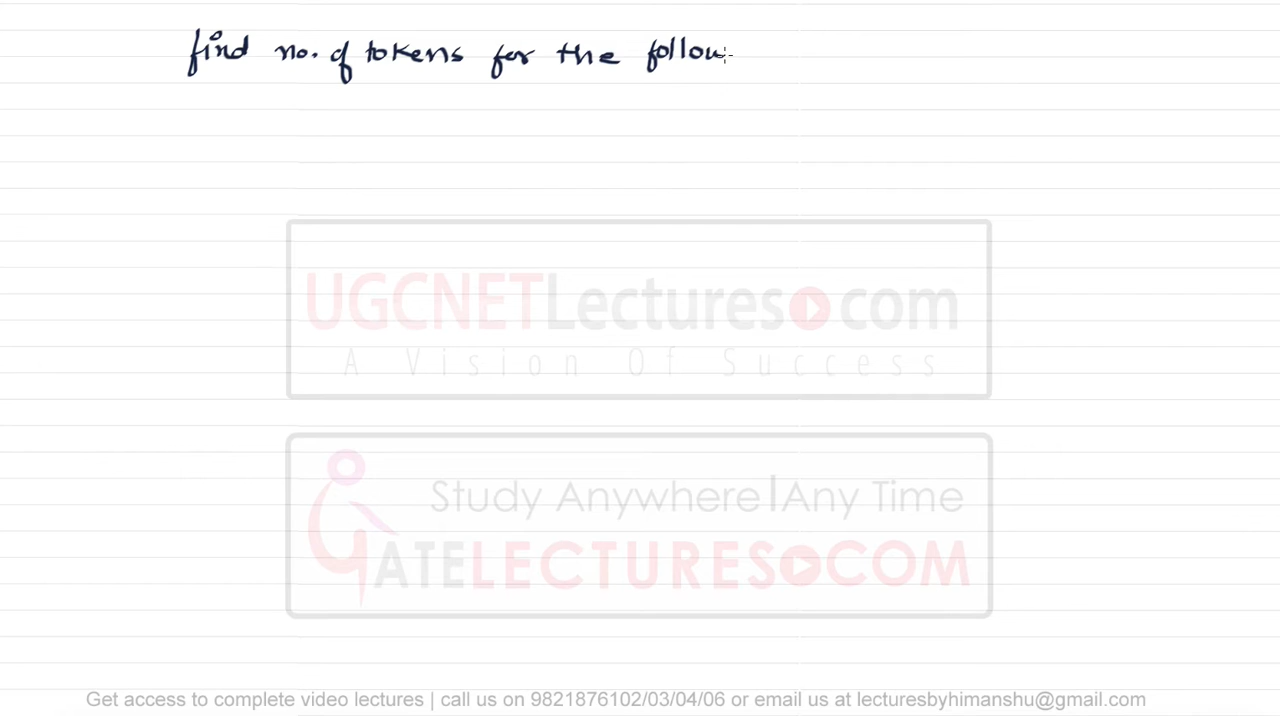 find no. of tokens for the follow
UGCNETLectures.com
A Vision Of Success
Study Anywhere|Any Time
GATELECTURES.COM
Get access to complete video lectures | call us on 9821876102/03/04/06 or email us at lecturesbyhimanshu@gmail.com